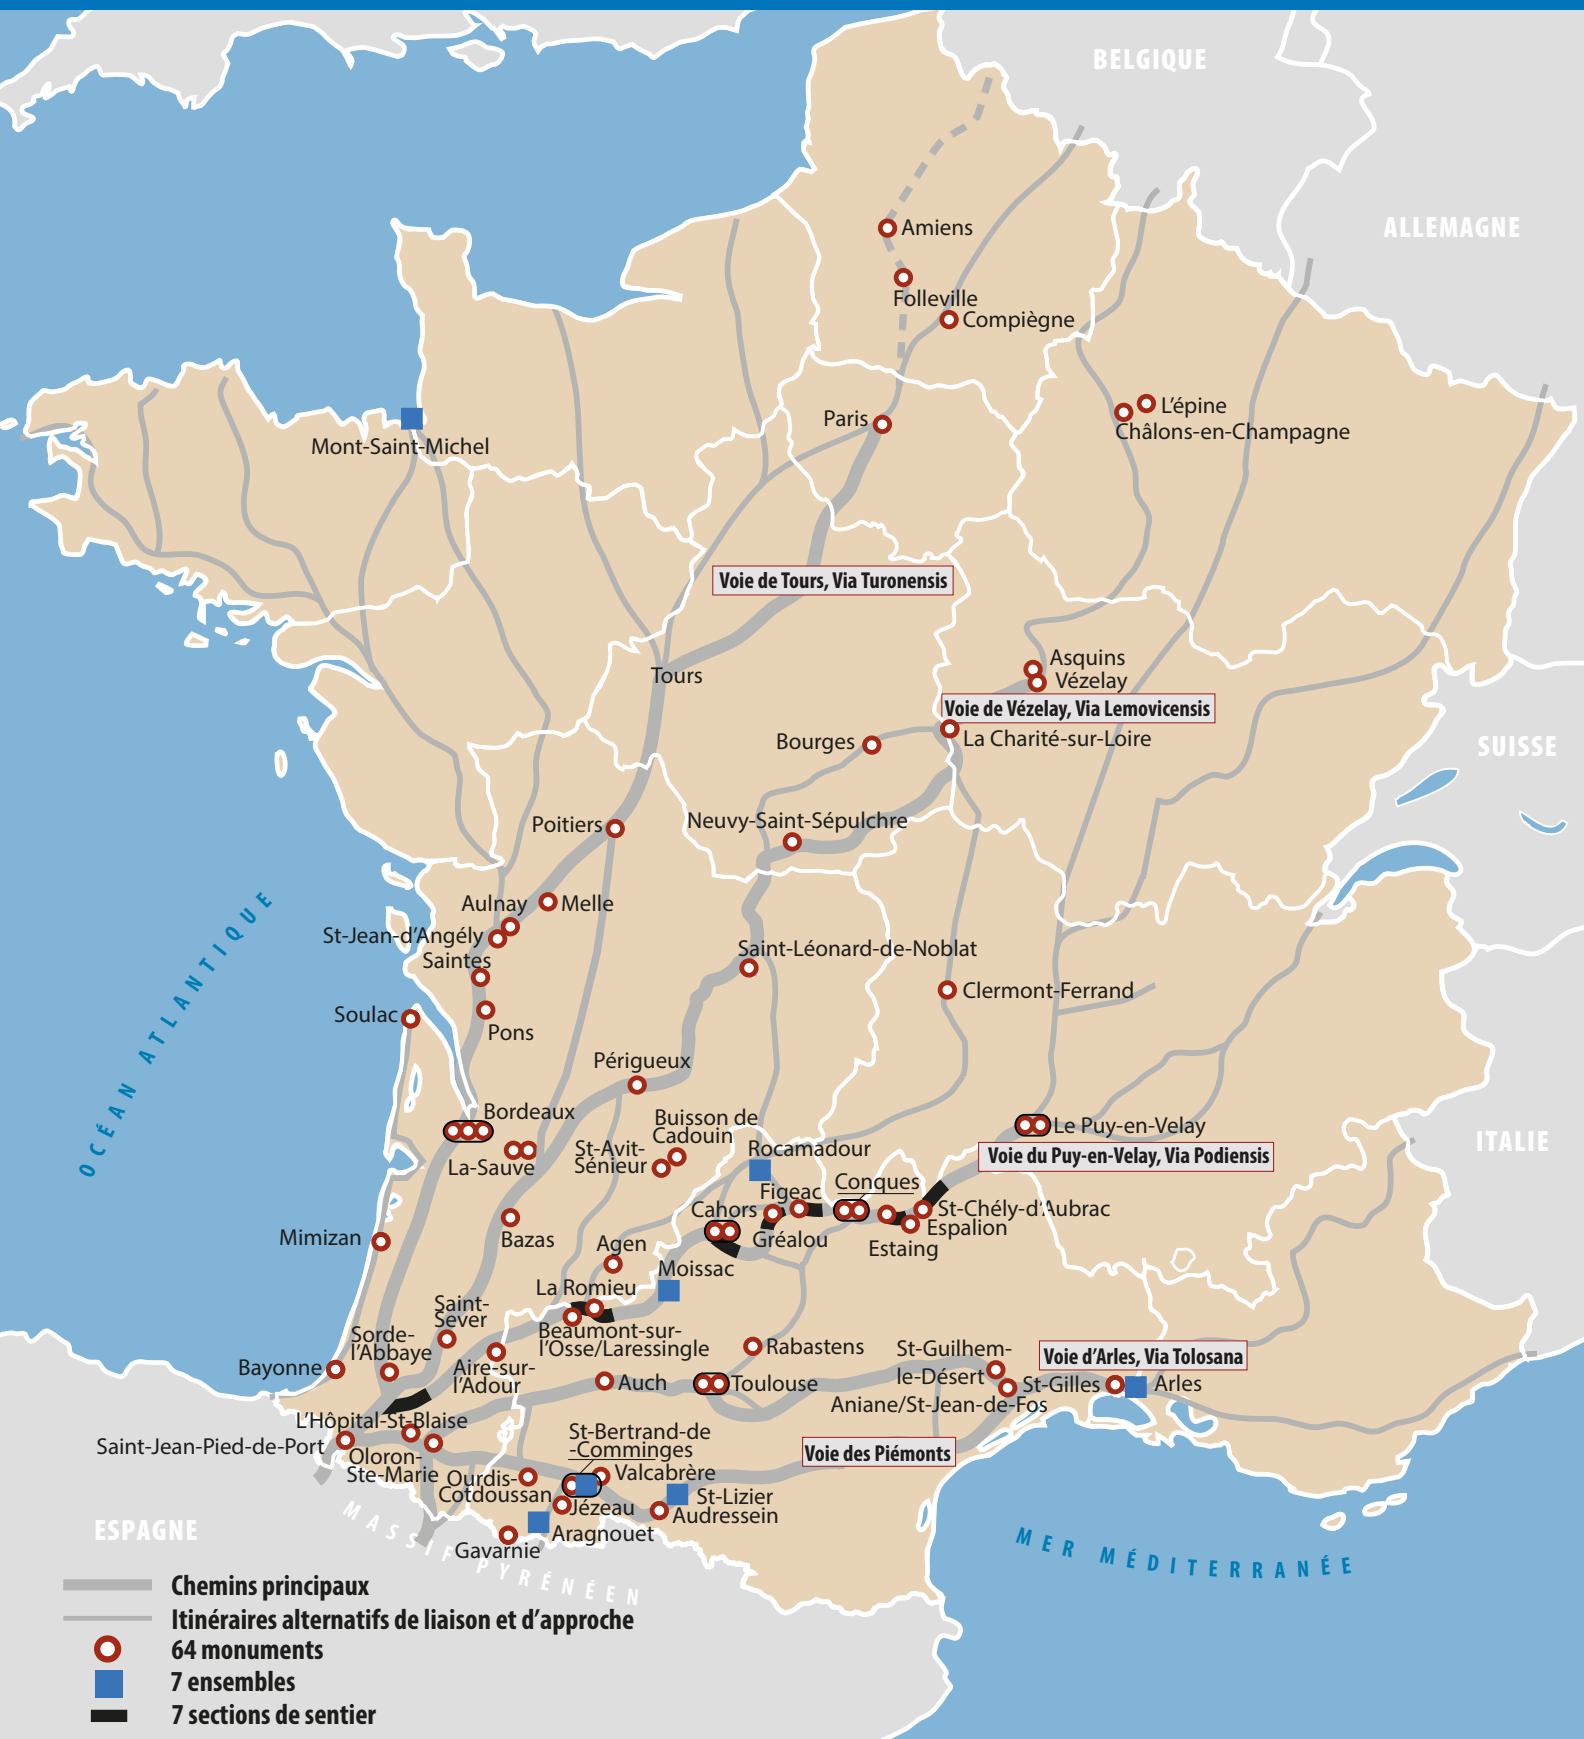 BELGIQUE
ALLEMAGNE
Amiens
Folleville
Compiègne
L'épine
Châlons-en-Champagne
Paris
Mont-Saint-Michel
Voie de Tours, Via Turonensis
Tours
Asquins
Vézelay
Voie de Vézelay, Via Lemovicensis
La Charité-sur-Loire
Bourges
SUISSE
Poitiers
Neuvy-Saint-Sépulchre
Aulnay
Melle
St-Jean-d'Angély
Saintes
Saint-Léonard-de-Noblat
Clermont-Ferrand
Soulac
Pons
OCÉAN ATLANTIQUE
Périgueux
Bordeaux
Buisson de
Cadouin
Le Puy-en-Velay
ITALIE
La-Sauve
St-Avit-
Sénieur
Rocamadour
Voie du Puy-en-Velay, Via Podiensis
Figeac
Conques
Cahors
St-Chély-d'Aubrac
Espalion
Mimizan
Bazas
Agen
Gréalou
Estaing
Moissac
La Romieu
Saint-
Sever
Beaumont-sur-
l'Osse/Laressingle
Sorde-
l'Abbaye
Rabastens
St-Guilhem-
le-Désert
Voie d'Arles, Via Tolosana
Bayonne
Aire-sur-
l'Adour
Auch
Toulouse
St-Gilles
Arles
Aniane/St-Jean-de-Fos
L'Hôpital-St-Blaise
Saint-Jean-Pied-de-Port
St-Bertrand-de
-Comminges
Voie des Piémonts
Oloron-
Ste-Marie
Ourdis-
Cotdoussan
Valcabrère
St-Lizier
Jézeau
Audressein
Aragnouet
Gavarnie
ESPAGNE
MASSIF PYRÉNÉEN
MER MÉDITERRANÉE
Chemins principaux
Itinéraires alternatifs de liaison et d'approche
64 monuments
7 ensembles
7 sections de sentier